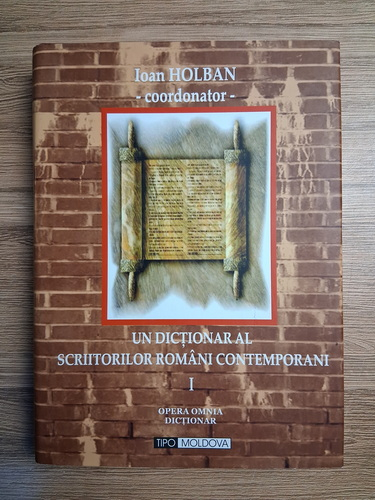 Ioan HOLBAN
- coordonator -
UN DICȚIONAR AL
SCRIITORILOR ROMÂNI CONTEMPORANI
I
OPERA OMNIA
DICȚIONAR
TIPO MOLDOVA